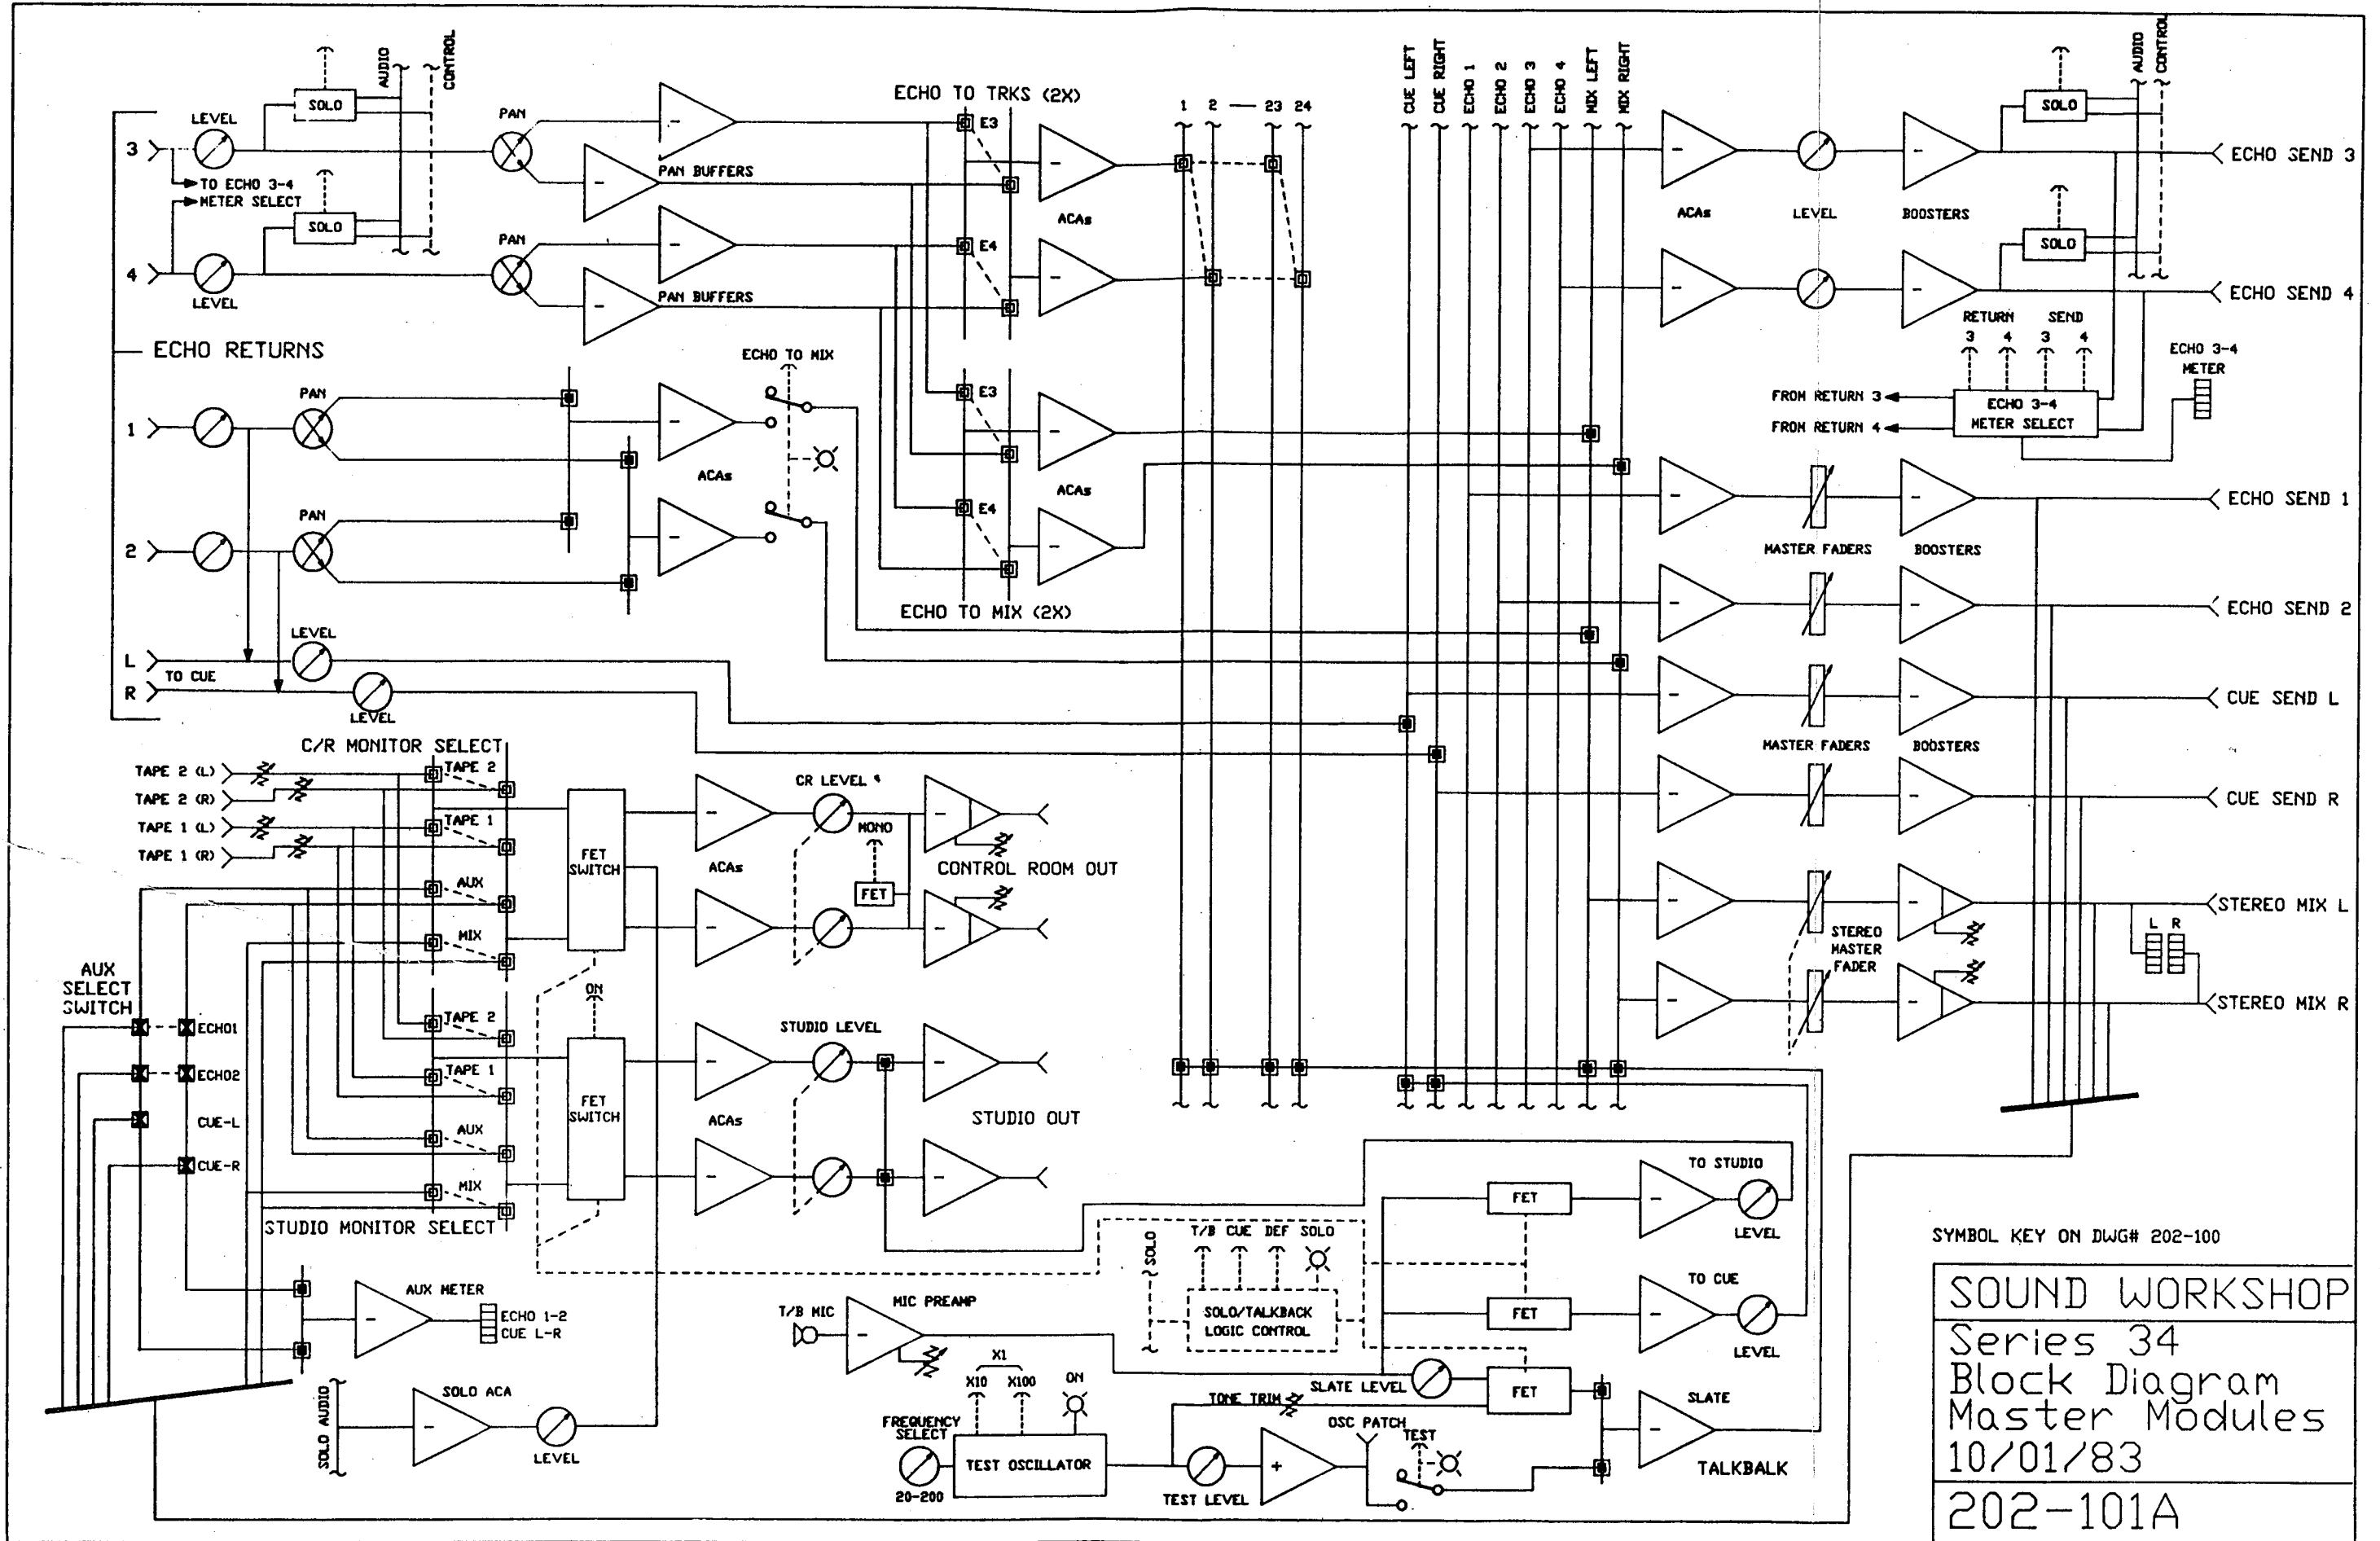 AUDIO
CONTROL
LEVEL
SOLO
PAN
3
TO ECHO 3-4
METER SELECT
SOLO
4
LEVEL
PAN
PAN BUFFERS
PAN BUFFERS
ECHO TO TRKS (2X)
E3
E4
ACAs
1 2 — 23 24
CUE LEFT
CUE RIGHT
ECHO 1
ECHO 2
ECHO 3
ECHO 4
MIX LEFT
MIX RIGHT
AUDIO
CONTROL
SOLO
ECHO SEND 3
ACAs
LEVEL
BOOSTERS
SOLO
ECHO SEND 4
RETURN SEND
3 4 3 4
ECHO 3-4
METER
FROM RETURN 3
FROM RETURN 4
ECHO 3-4
METER SELECT
ECHO RETURNS
ECHO TO MIX
1
PAN
2
PAN
ACAs
E3
E4
ACAs
ECHO TO MIX (2X)
ECHO SEND 1
MASTER FADERS
BOOSTERS
ECHO SEND 2
L
TO CUE
R
LEVEL
LEVEL
CUE SEND L
MASTER FADERS
BOOSTERS
CUE SEND R
C/R MONITOR SELECT
TAPE 2 (L)
TAPE 2 (R)
TAPE 1 (L)
TAPE 1 (R)
TAPE 2
TAPE 1
AUX
MIX
FET
SWITCH
ACAs
CR LEVEL
MONO
FET
CONTROL ROOM OUT
STEREO
MASTER
FADER
L R
STEREO MIX L
STEREO MIX R
AUX
SELECT
SWITCH
ECHO1
ECHO2
CUE-L
CUE-R
TAPE 2
TAPE 1
AUX
MIX
ON
FET
SWITCH
ACAs
STUDIO LEVEL
STUDIO OUT
STUDIO MONITOR SELECT
AUX METER
ECHO 1-2
CUE L-R
SOLO AUDIO
SOLO ACA
LEVEL
T/B MIC
MIC PREAMP
SOLO
T/B CUE DEF SOLO
SOLO/TALKBACK
LOGIC CONTROL
FET
TO STUDIO
LEVEL
FET
TO CUE
LEVEL
SLATE LEVEL
FET
SLATE
TALKBALK
X1
X10 X100
ON
FREQUENCY
SELECT
20-200
TEST OSCILLATOR
TONE TRIM
TEST LEVEL
OSC PATCH
TEST
SYMBOL KEY ON DWG# 202-100
SOUND WORKSHOP
Series 34
Block Diagram
Master Modules
10/01/83
202-101A